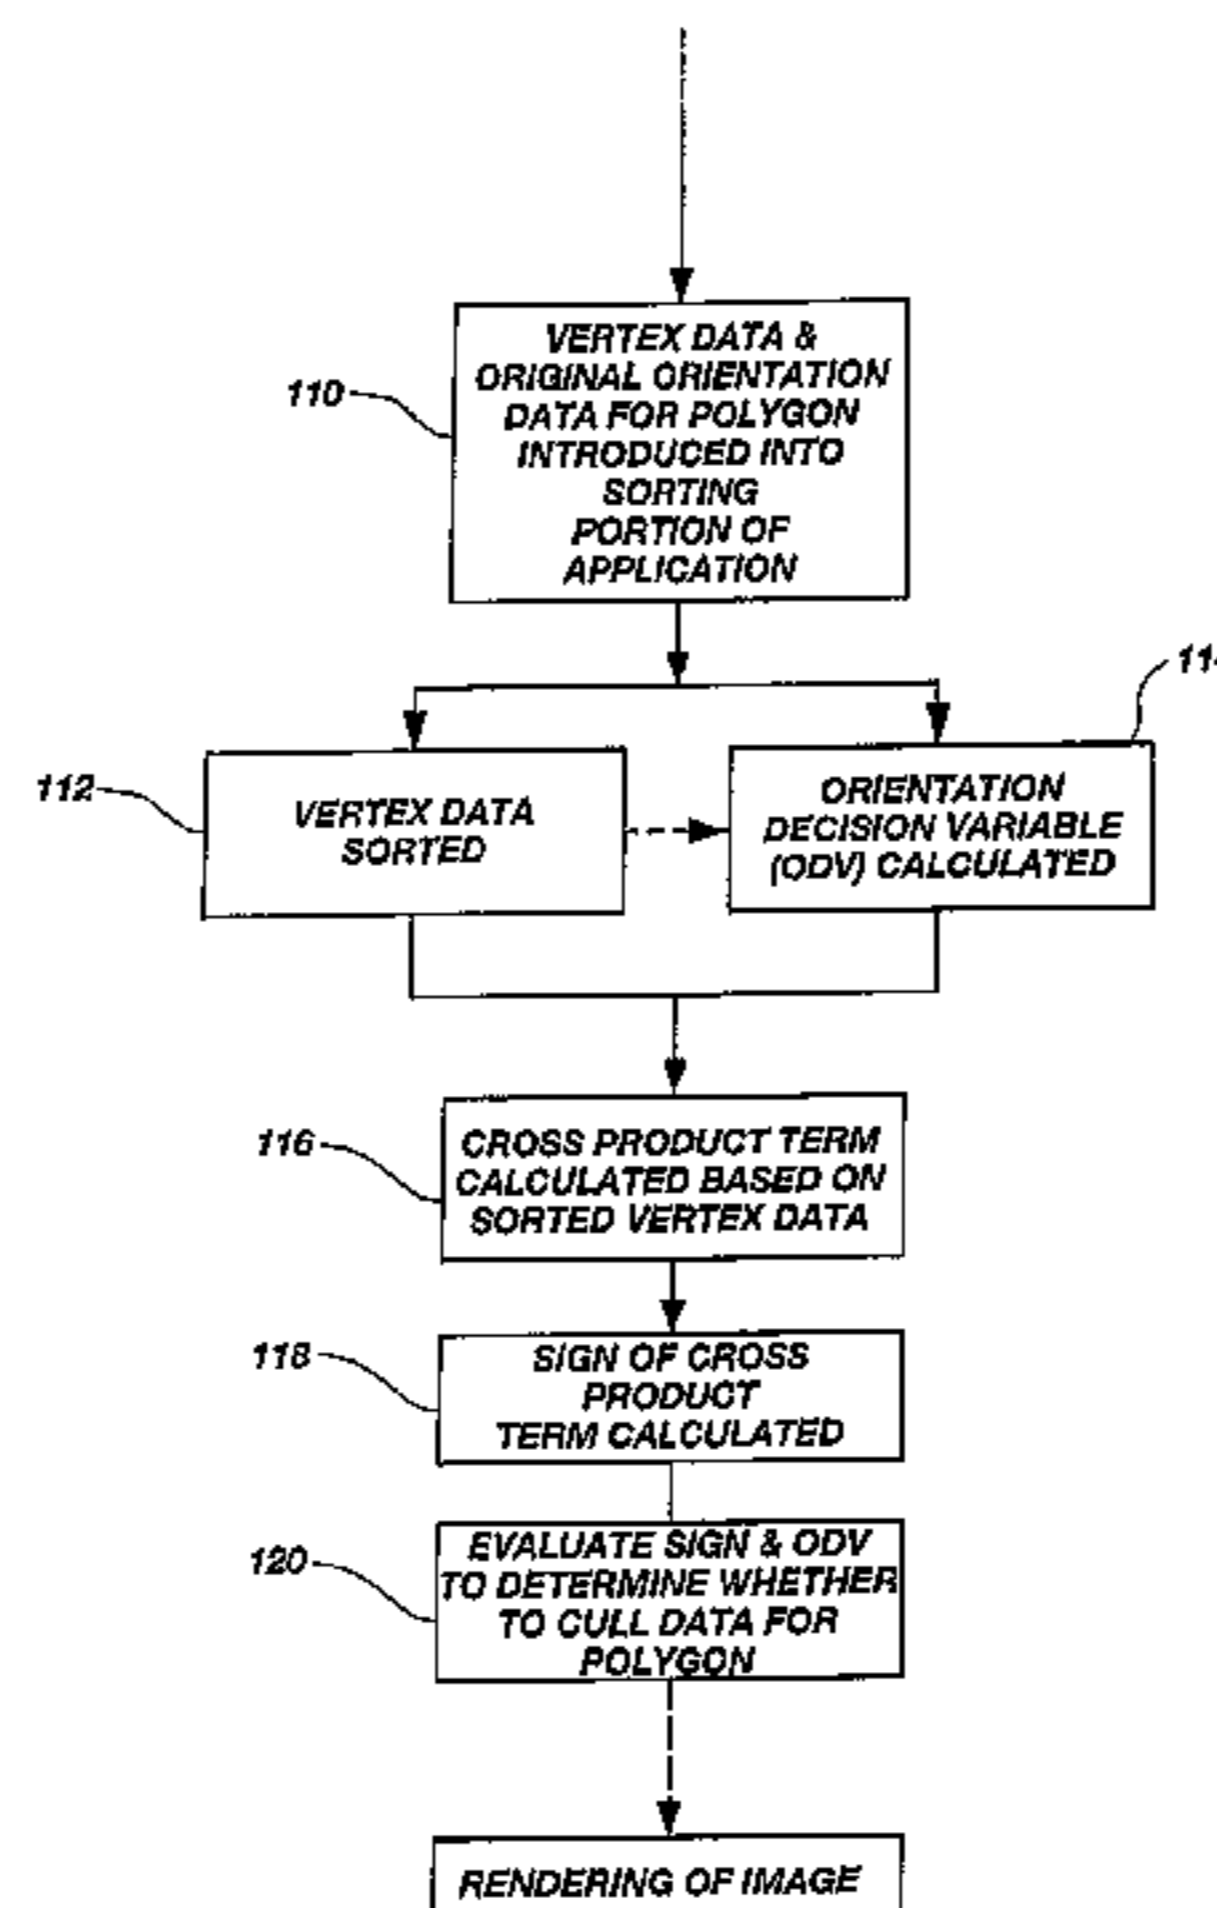 VERTEX DATA &
ORIGINAL ORIENTATION
DATA FOR POLYGON
INTRODUCED INTO
SORTING
PORTION OF
APPLICATION
110
112
VERTEX DATA
SORTED
ORIENTATION
DECISION VARIABLE
(ODV) CALCULATED
116
CROSS PRODUCT TERM
CALCULATED BASED ON
SORTED VERTEX DATA
118
SIGN OF CROSS
PRODUCT
TERM CALCULATED
120
EVALUATE SIGN & ODV
TO DETERMINE WHETHER
TO CULL DATA FOR
POLYGON
RENDERING OF IMAGE